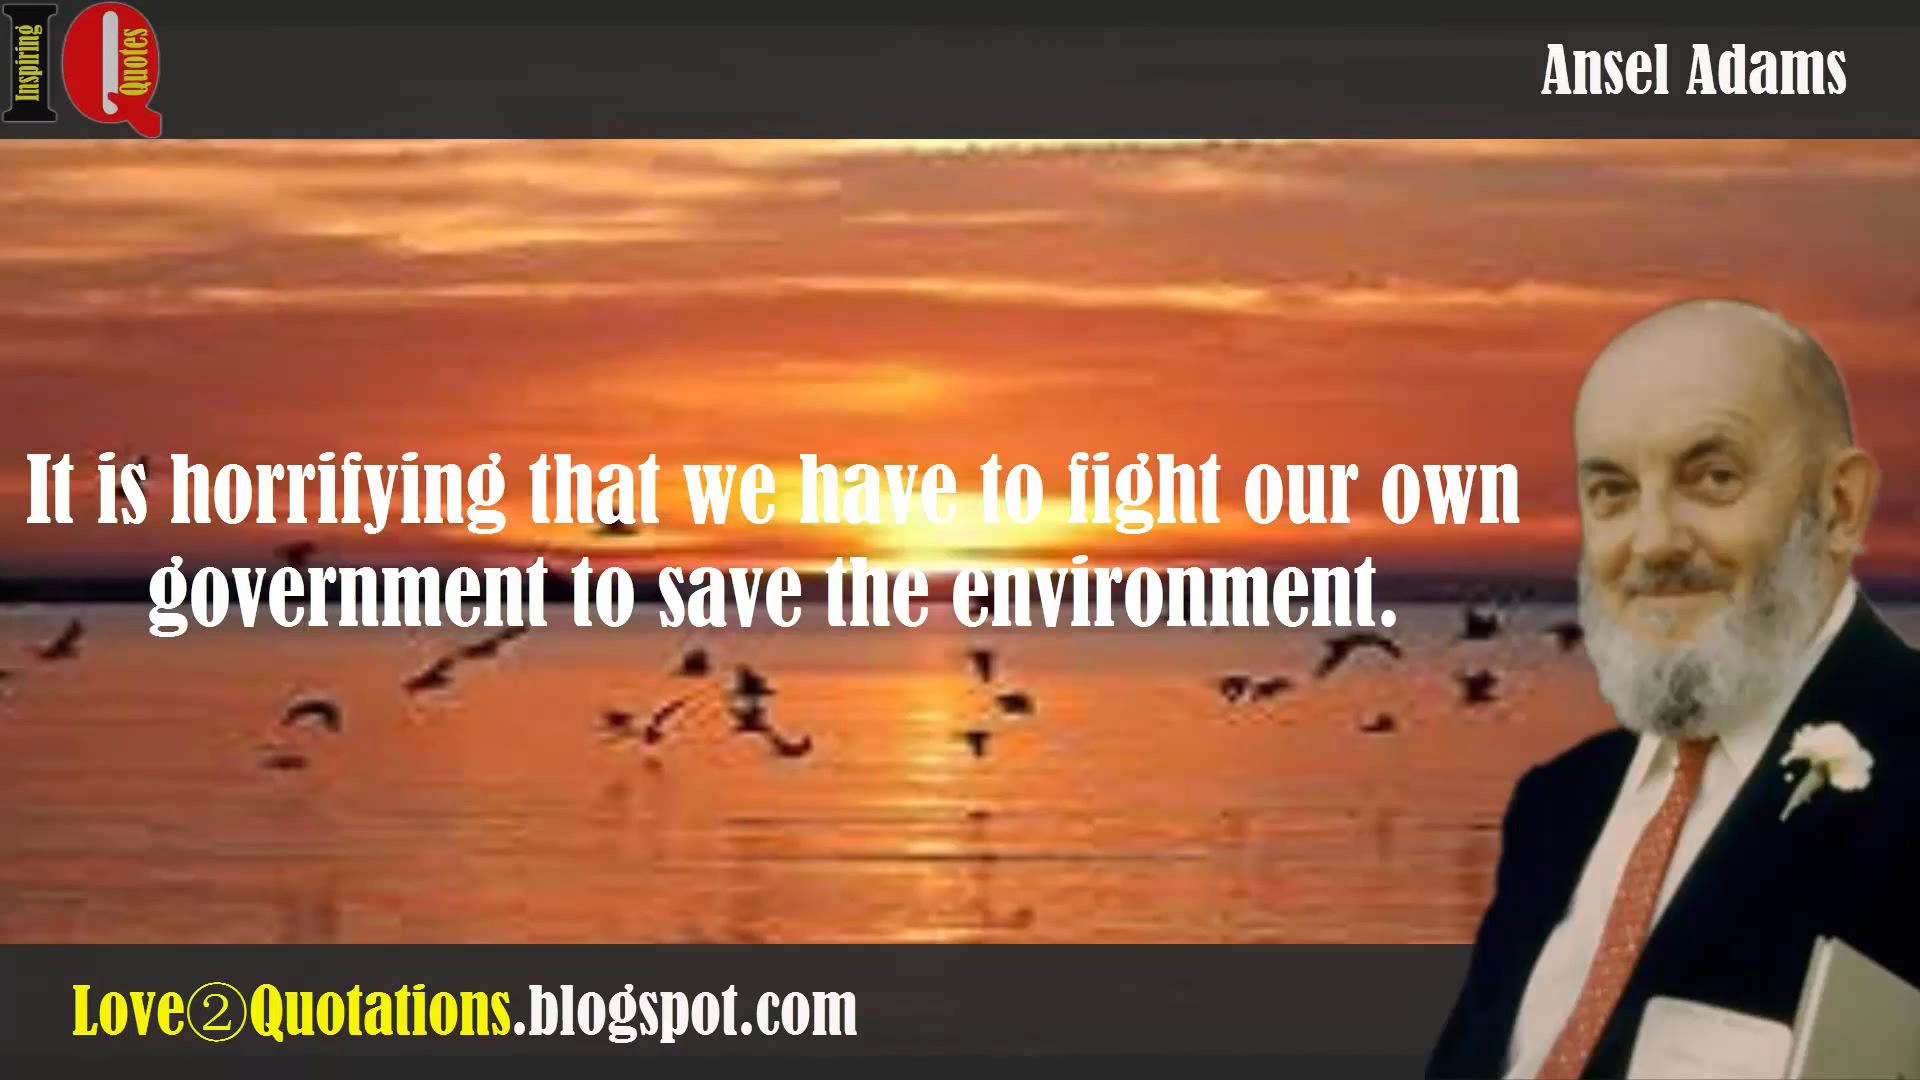 Inspiring
Quotes
Ansel Adams
It is horrifying that we have to fight our own
government to save the environment.
Love②Quotations.blogspot.com